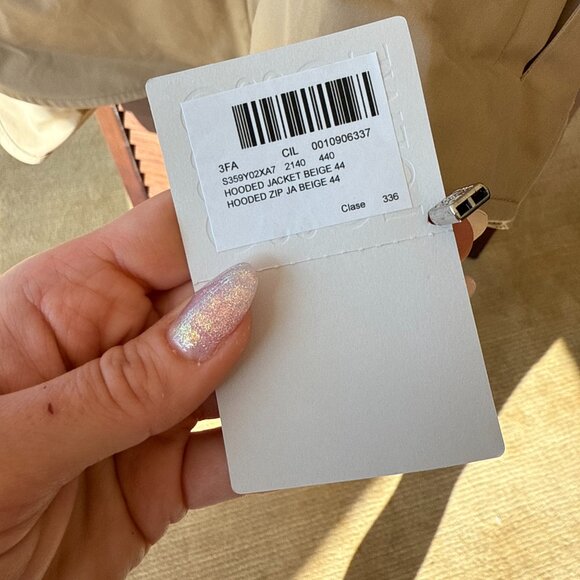 3FA CIL 0010906337
S359Y02XA7 2140 440
HOODED JACKET BEIGE 44
HOODED ZIP JA BEIGE 44
Clase 336